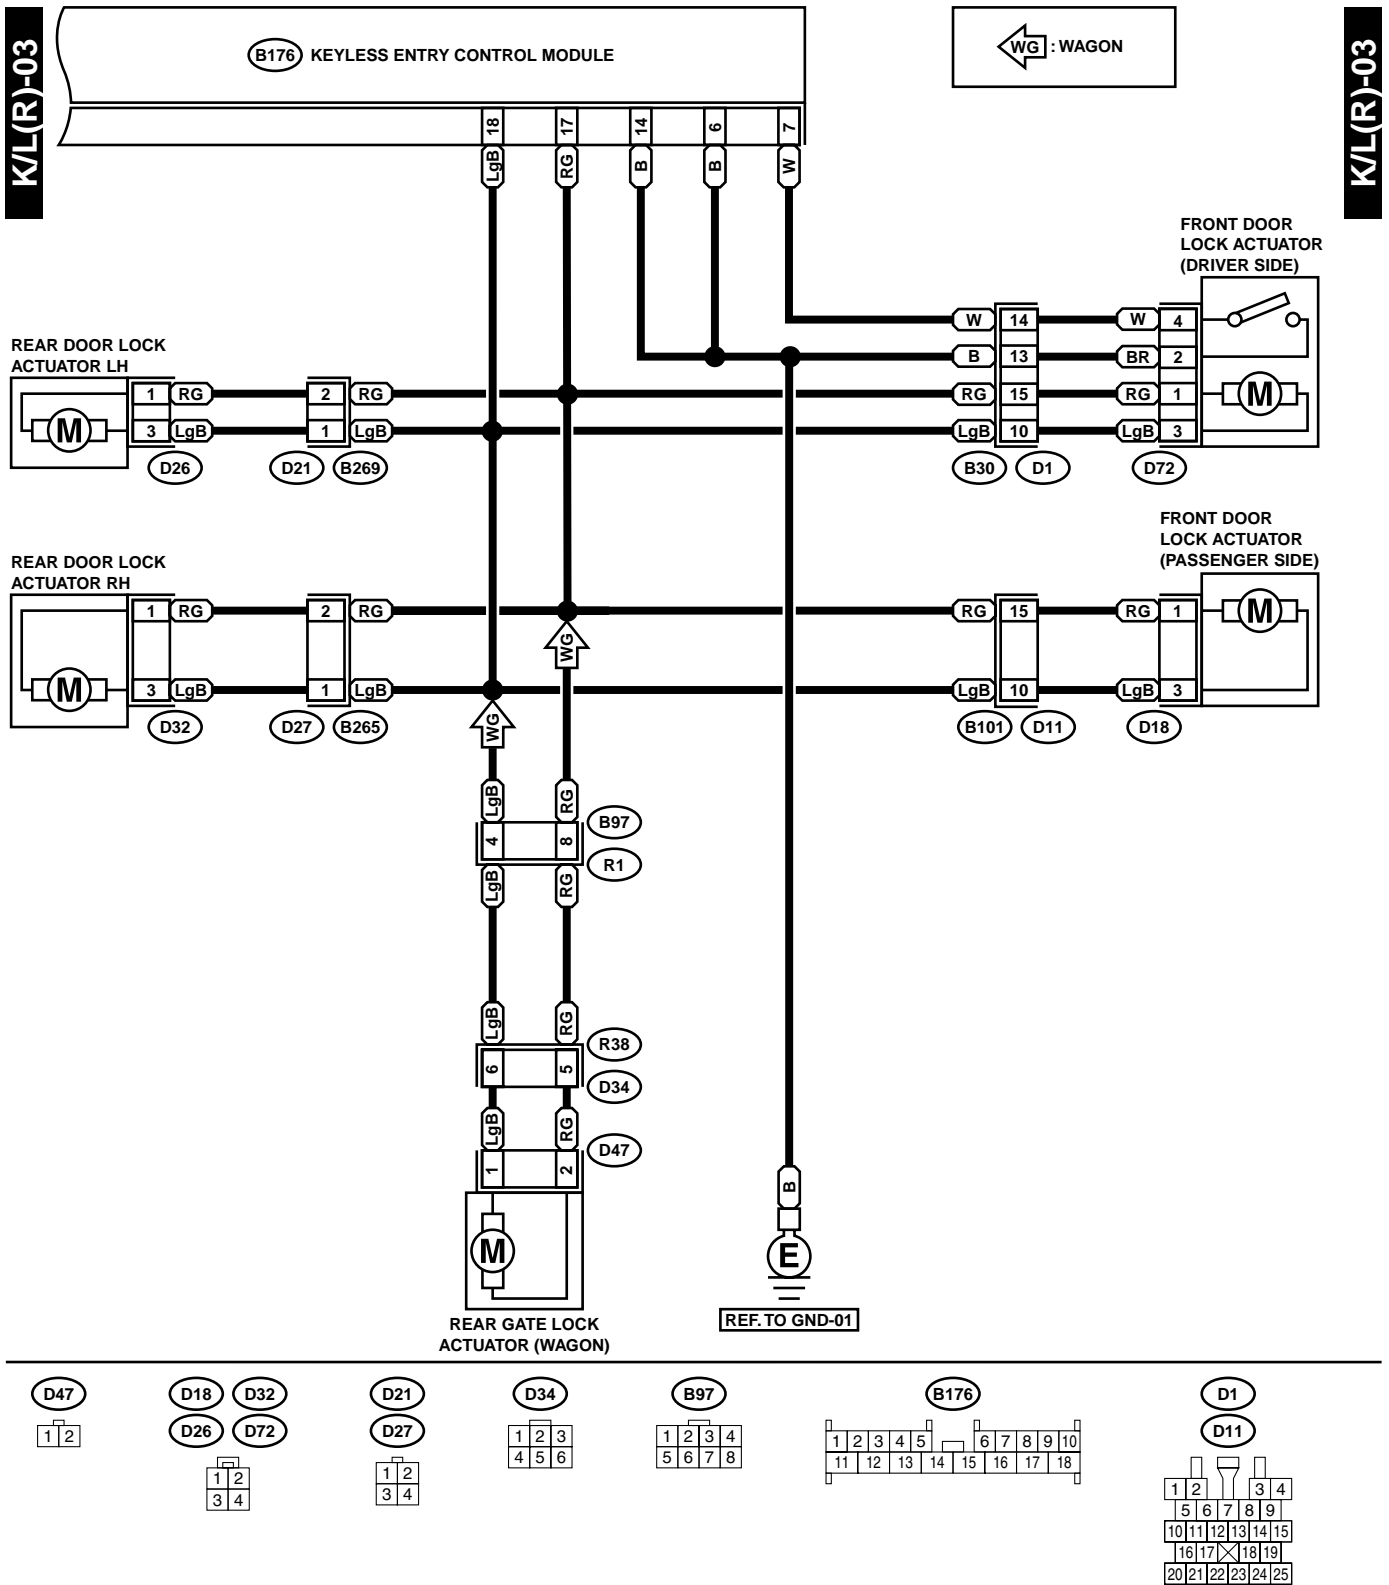 K/L(R)-03
K/L(R)-03
B176 KEYLESS ENTRY CONTROL MODULE
WG : WAGON
18 17 14 6 7
LgB RG B B W
FRONT DOOR
LOCK ACTUATOR
(DRIVER SIDE)
W 14 W 4
B 13 BR 2
RG 15 RG 1 M
LgB 10 LgB 3
B30 D1 D72
REAR DOOR LOCK
ACTUATOR LH
1 RG 2 RG
M 3 LgB 1 LgB
D26 D21 B269
FRONT DOOR
LOCK ACTUATOR
(PASSENGER SIDE)
RG 15 RG 1 M
LgB 10 LgB 3
B101 D11 D18
REAR DOOR LOCK
ACTUATOR RH
1 RG 2 RG
M 3 LgB 1 LgB
D32 D27 B265
WG
WG
LgB RG
B97
4 8
R1
LgB RG
LgB RG
R38
6 5
D34
LgB RG
D47
1 2
M
REAR GATE LOCK
ACTUATOR (WAGON)
B
E
REF. TO GND-01
D47
1 2
D18 D32
D26 D72
1 2
3 4
D21
D27
1 2
3 4
D34
1 2 3
4 5 6
B97
1 2 3 4
5 6 7 8
B176
1 2 3 4 5 6 7 8 9 10
11 12 13 14 15 16 17 18
D1
D11
1 2 3 4
5 6 7 8 9
10 11 12 13 14 15
16 17 18 19
20 21 22 23 24 25